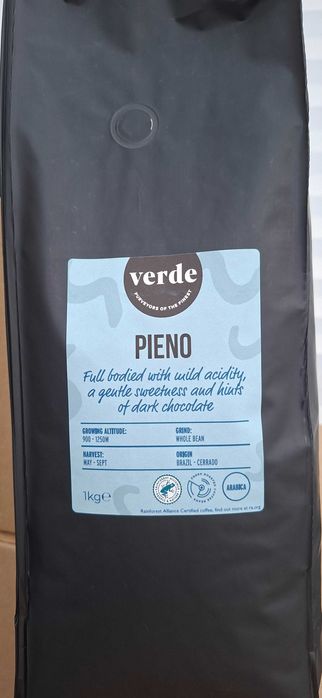 verde
PURVEYORS OF THE FINEST
PIENO
Full bodied with mild acidity,
a gentle sweetness and hints
of dark chocolate
GROWING ALTITUDE:
900 - 1250M
GRIND:
WHOLE BEAN
HARVEST:
MAY - SEPT
ORIGIN
BRAZIL - CERRADO
1kg℮
ARABICA
Rainforest Alliance Certified coffee, find out more at ra.org